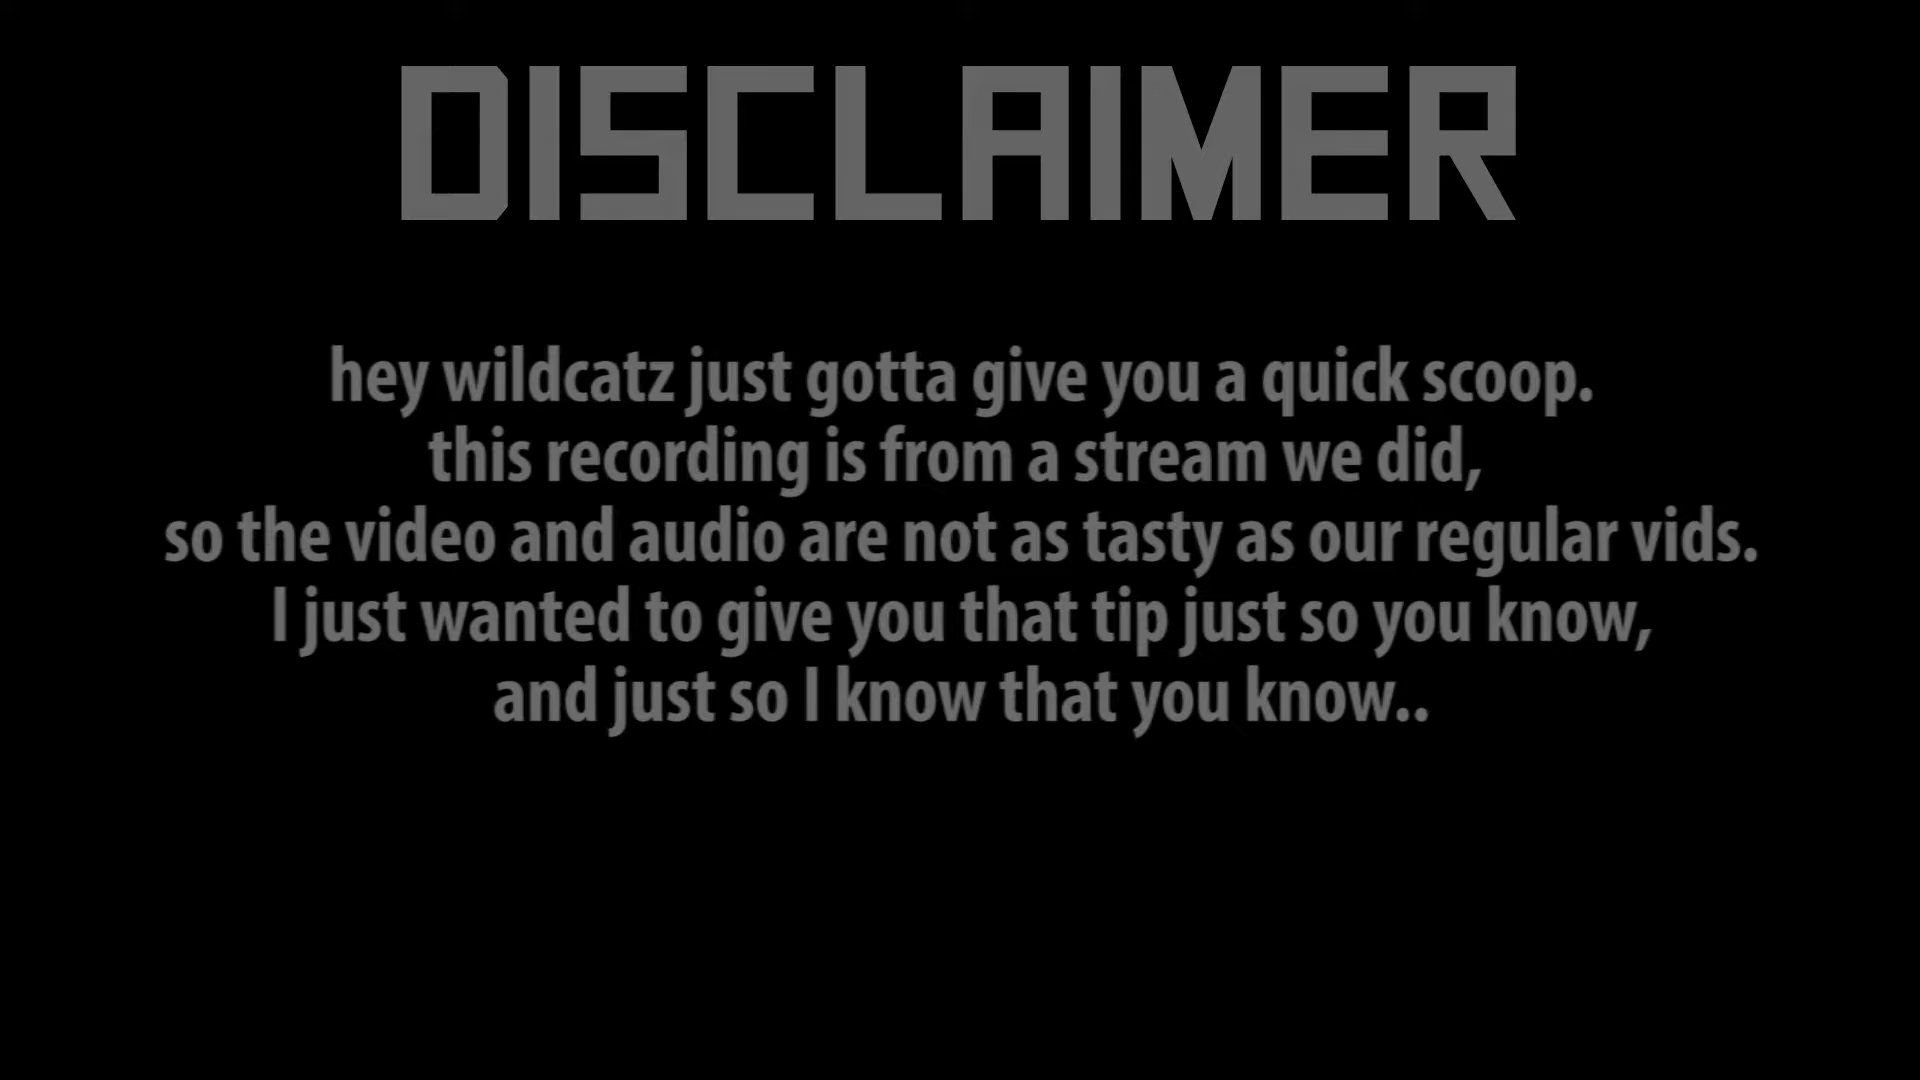 DISCLAIMER
hey wildcatz just gotta give you a quick scoop.
this recording is from a stream we did,
so the video and audio are not as tasty as our regular vids.
I just wanted to give you that tip just so you know,
and just so I know that you know..